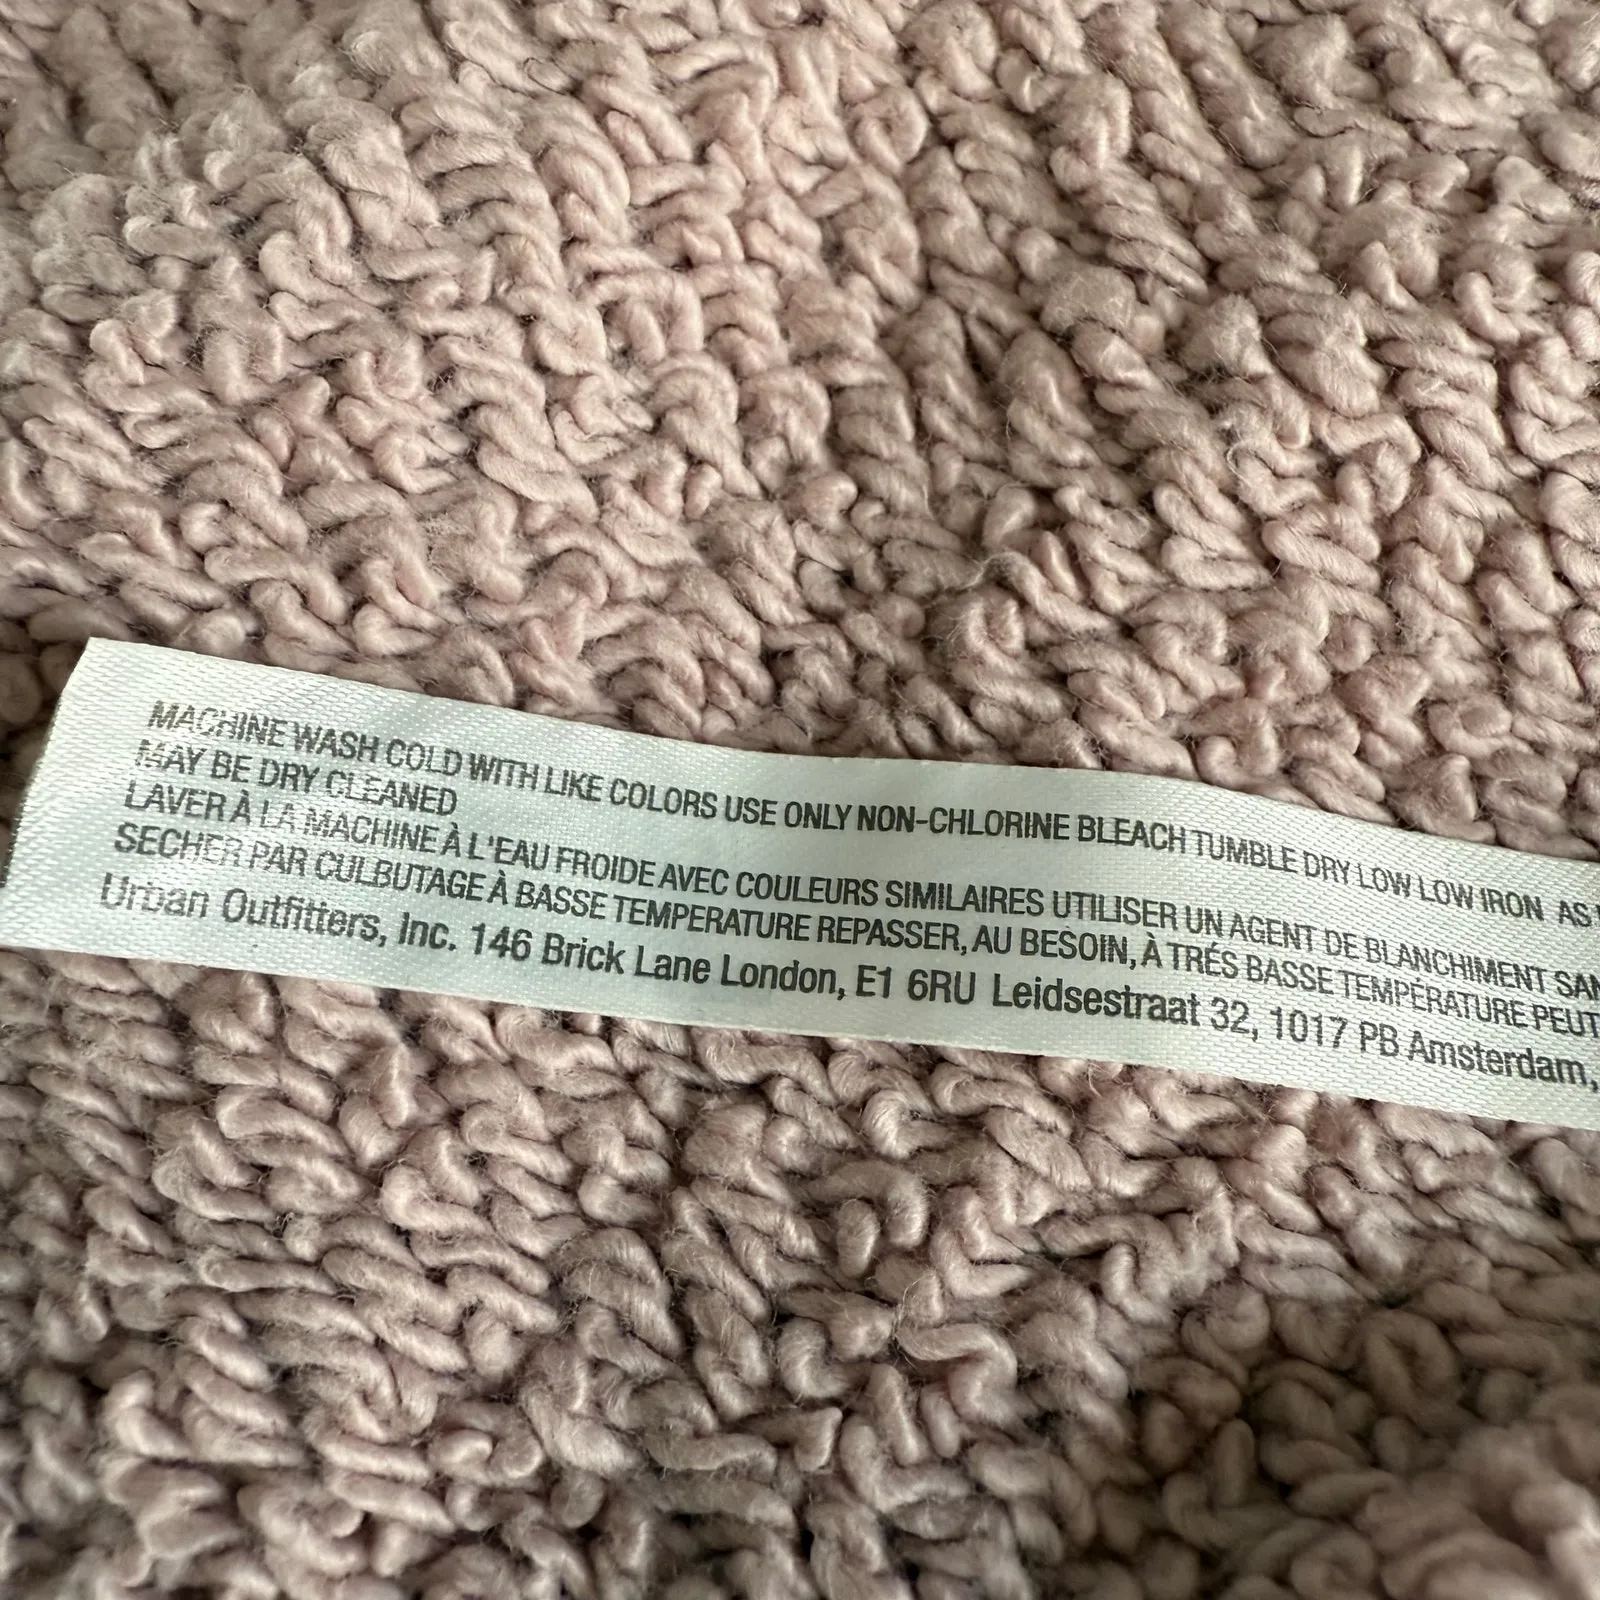 MACHINE WASH COLD WITH LIKE COLORS USE ONLY NON-CHLORINE BLEACH TUMBLE DRY LOW LOW IRON AS
MAY BE DRY CLEANED
LAVER À LA MACHINE À L'EAU FROIDE AVEC COULEURS SIMILAIRES UTILISER UN AGENT DE BLANCHIMENT SAN
SECHER PAR CULBUTAGE À BASSE TEMPERATURE REPASSER, AU BESOIN, À TRÉS BASSE TEMPÉRATURE PEUT
Urban Outfitters, Inc. 146 Brick Lane London, E1 6RU Leidsestraat 32, 1017 PB Amsterdam,